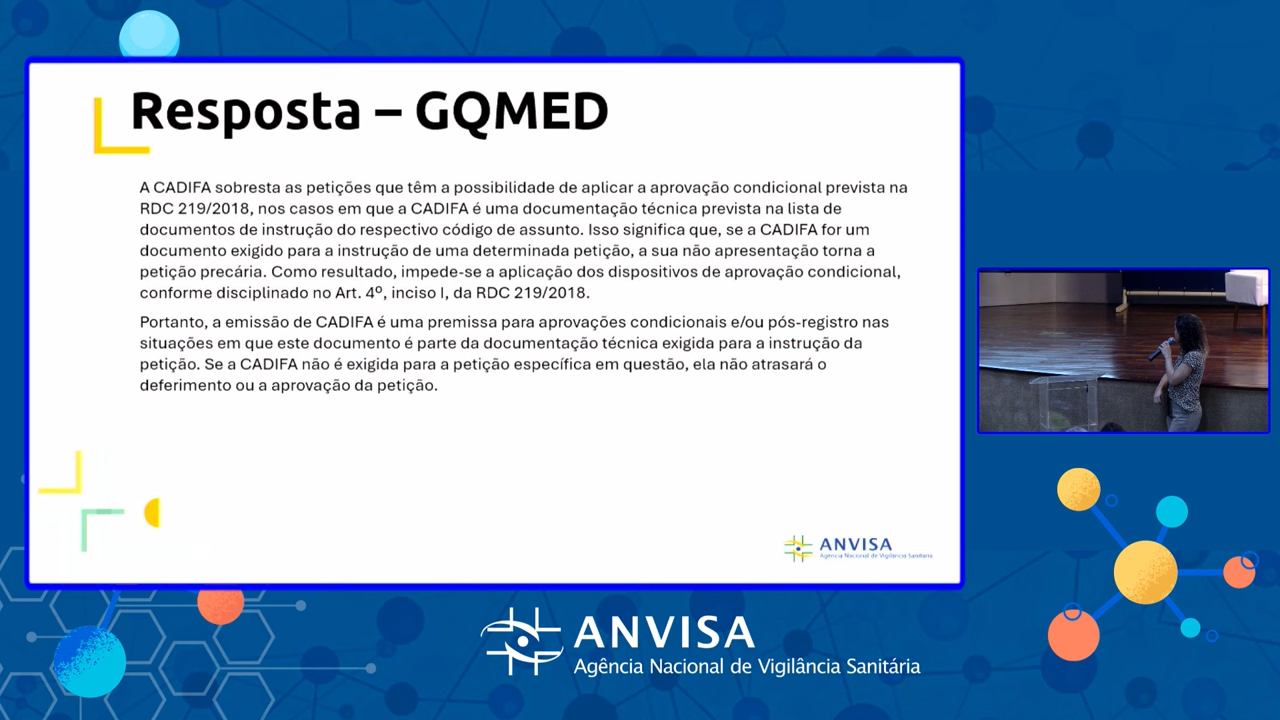 Resposta – GQMED
A CADIFA sobresta as petições que têm a possibilidade de aplicar a aprovação condicional prevista na
RDC 219/2018, nos casos em que a CADIFA é uma documentação técnica prevista na lista de
documentos de instrução do respectivo código de assunto. Isso significa que, se a CADIFA for um
documento exigido para a instrução de uma determinada petição, a sua não apresentação torna a
petição precária. Como resultado, impede-se a aplicação dos dispositivos de aprovação condicional,
conforme disciplinado no Art. 4º, inciso I, da RDC 219/2018.
Portanto, a emissão de CADIFA é uma premissa para aprovações condicionais e/ou pós-registro nas
situações em que este documento é parte da documentação técnica exigida para a instrução da
petição. Se a CADIFA não é exigida para a petição específica em questão, ela não atrasará o
deferimento ou a aprovação da petição.
ANVISA
Agência Nacional de Vigilância Sanitária
ANVISA
Agência Nacional de Vigilância Sanitária